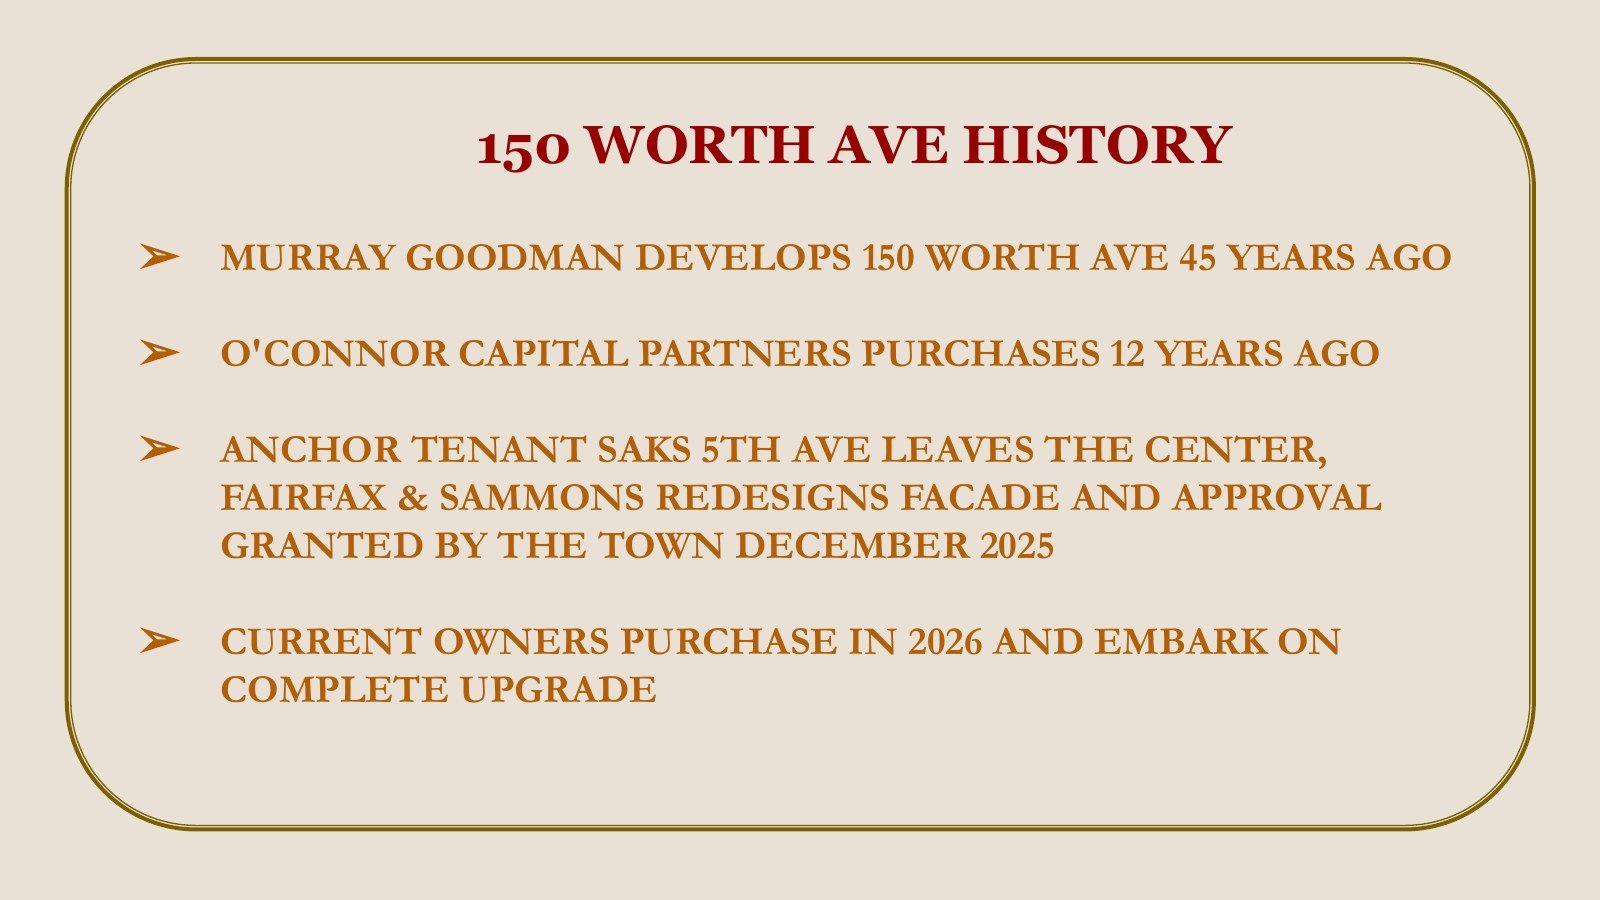 150 WORTH AVE HISTORY
➢ MURRAY GOODMAN DEVELOPS 150 WORTH AVE 45 YEARS AGO
➢ O'CONNOR CAPITAL PARTNERS PURCHASES 12 YEARS AGO
➢ ANCHOR TENANT SAKS 5TH AVE LEAVES THE CENTER,
FAIRFAX & SAMMONS REDESIGNS FACADE AND APPROVAL
GRANTED BY THE TOWN DECEMBER 2025
➢ CURRENT OWNERS PURCHASE IN 2026 AND EMBARK ON
COMPLETE UPGRADE